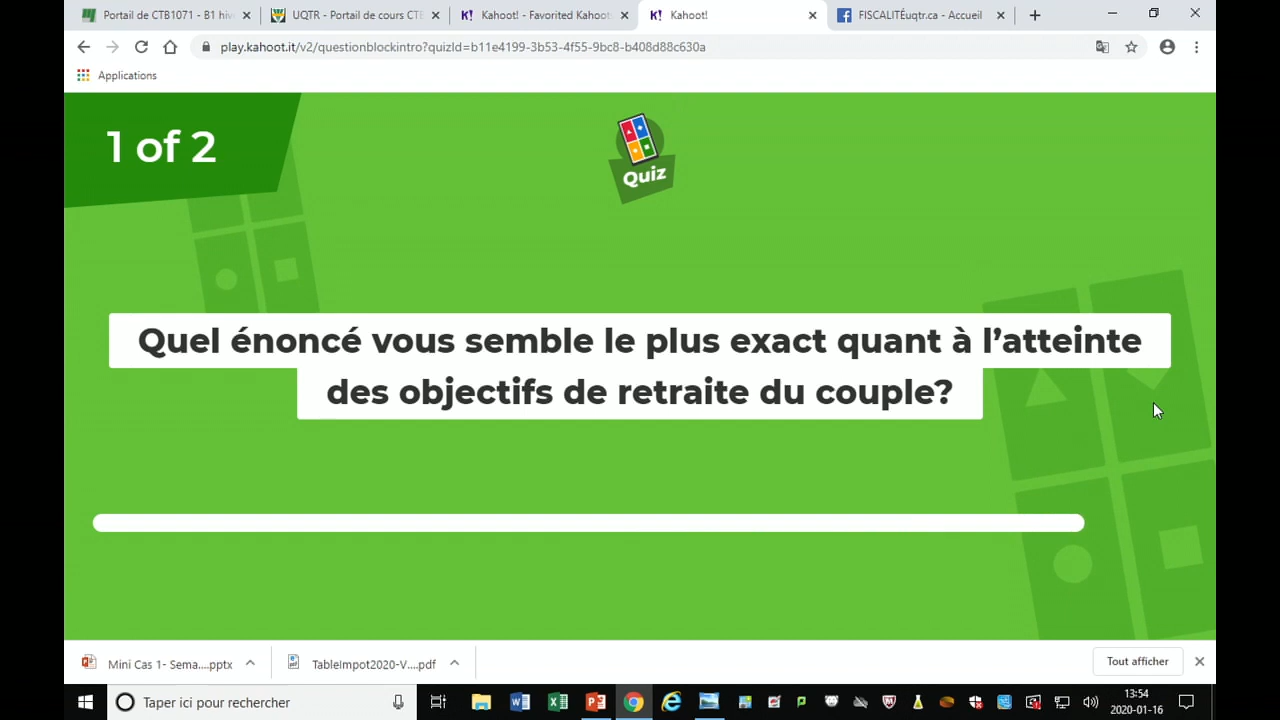 Portail de CTB1071 - B1 hiv
UQTR - Portail de cours CTB
Kahoot! - Favorited Kahoots
Kahoot!
FISCALITÉuqtr.ca - Accueil
play.kahoot.it/v2/questionblockintro?quizId=b11e4199-3b53-4f55-9bc8-b408d88c630a
Applications
1 of 2
Quiz
Quel énoncé vous semble le plus exact quant à l’atteinte
des objectifs de retraite du couple?
Mini Cas 1- Sema....pptx
TableImpot2020-V....pdf
Tout afficher
Taper ici pour rechercher
13:54
2020-01-16